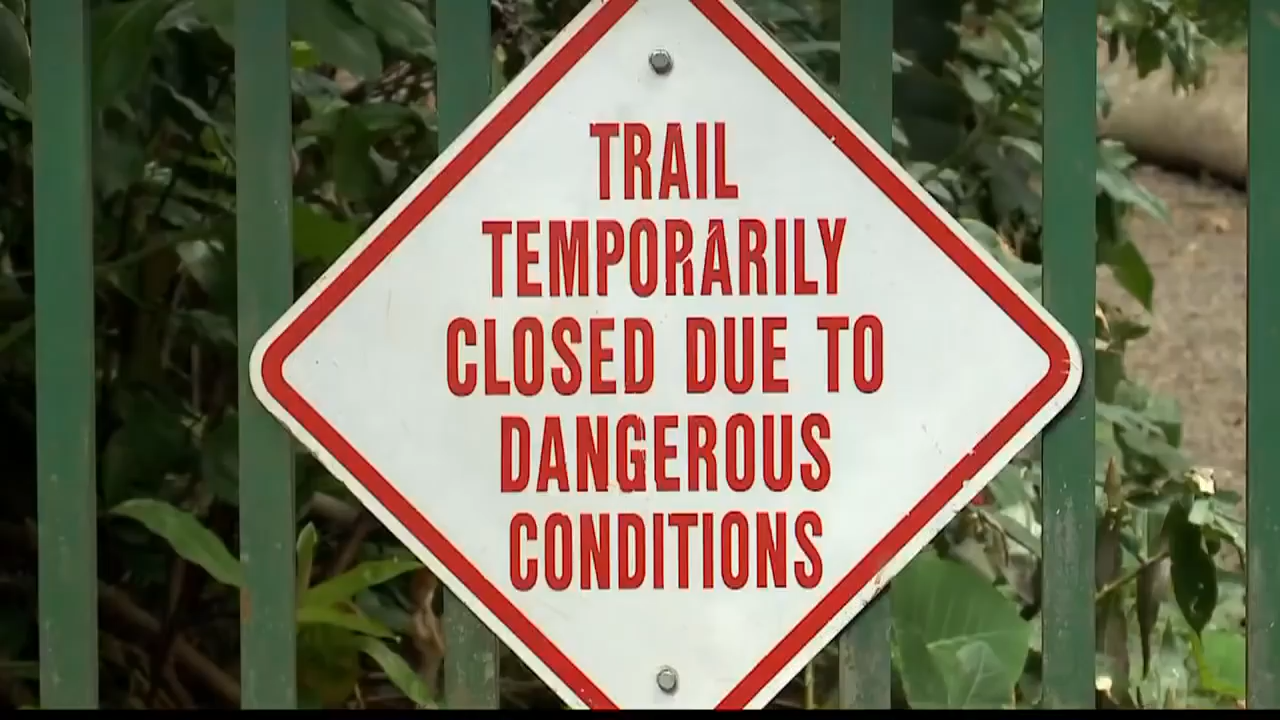 TRAIL
TEMPORARILY
CLOSED DUE TO
DANGEROUS
CONDITIONS